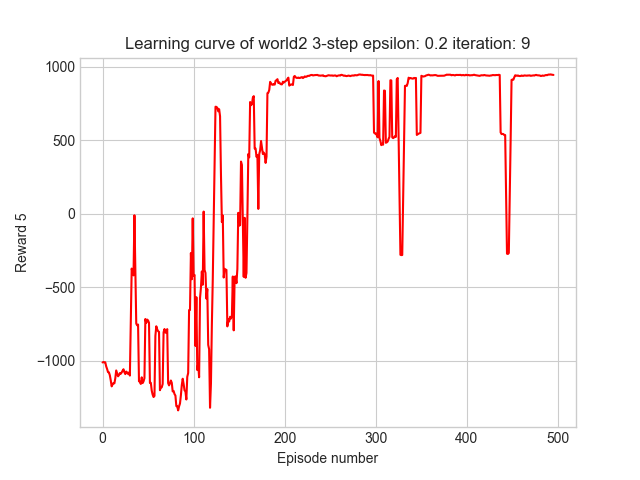 Learning curve of world2 3-step epsilon: 0.2 iteration: 9
1000
500
0
−500
−1000
Reward 5
0 100 200 300 400 500
Episode number